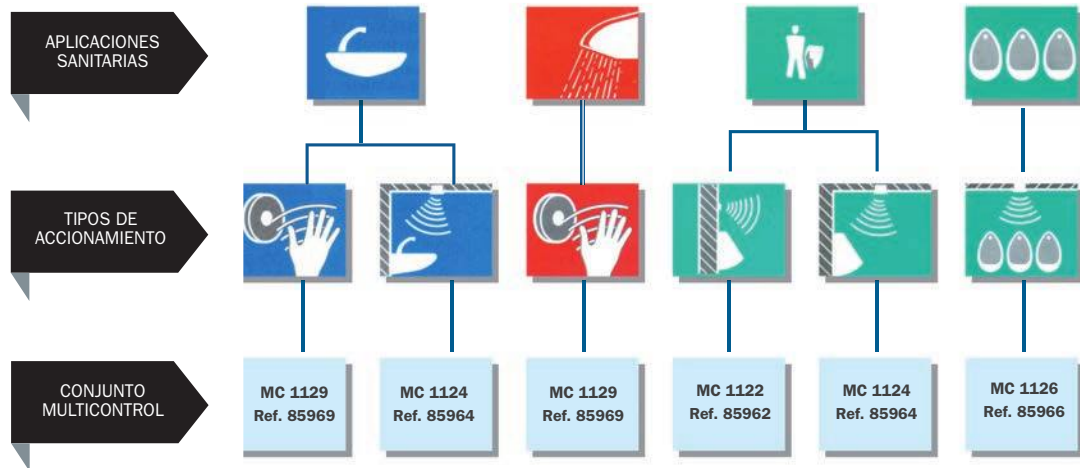 APLICACIONES
SANITARIAS
TIPOS DE
ACCIONAMIENTO
CONJUNTO
MULTICONTROL
MC 1129
Ref. 85969
MC 1124
Ref. 85964
MC 1129
Ref. 85969
MC 1122
Ref. 85962
MC 1124
Ref. 85964
MC 1126
Ref. 85966